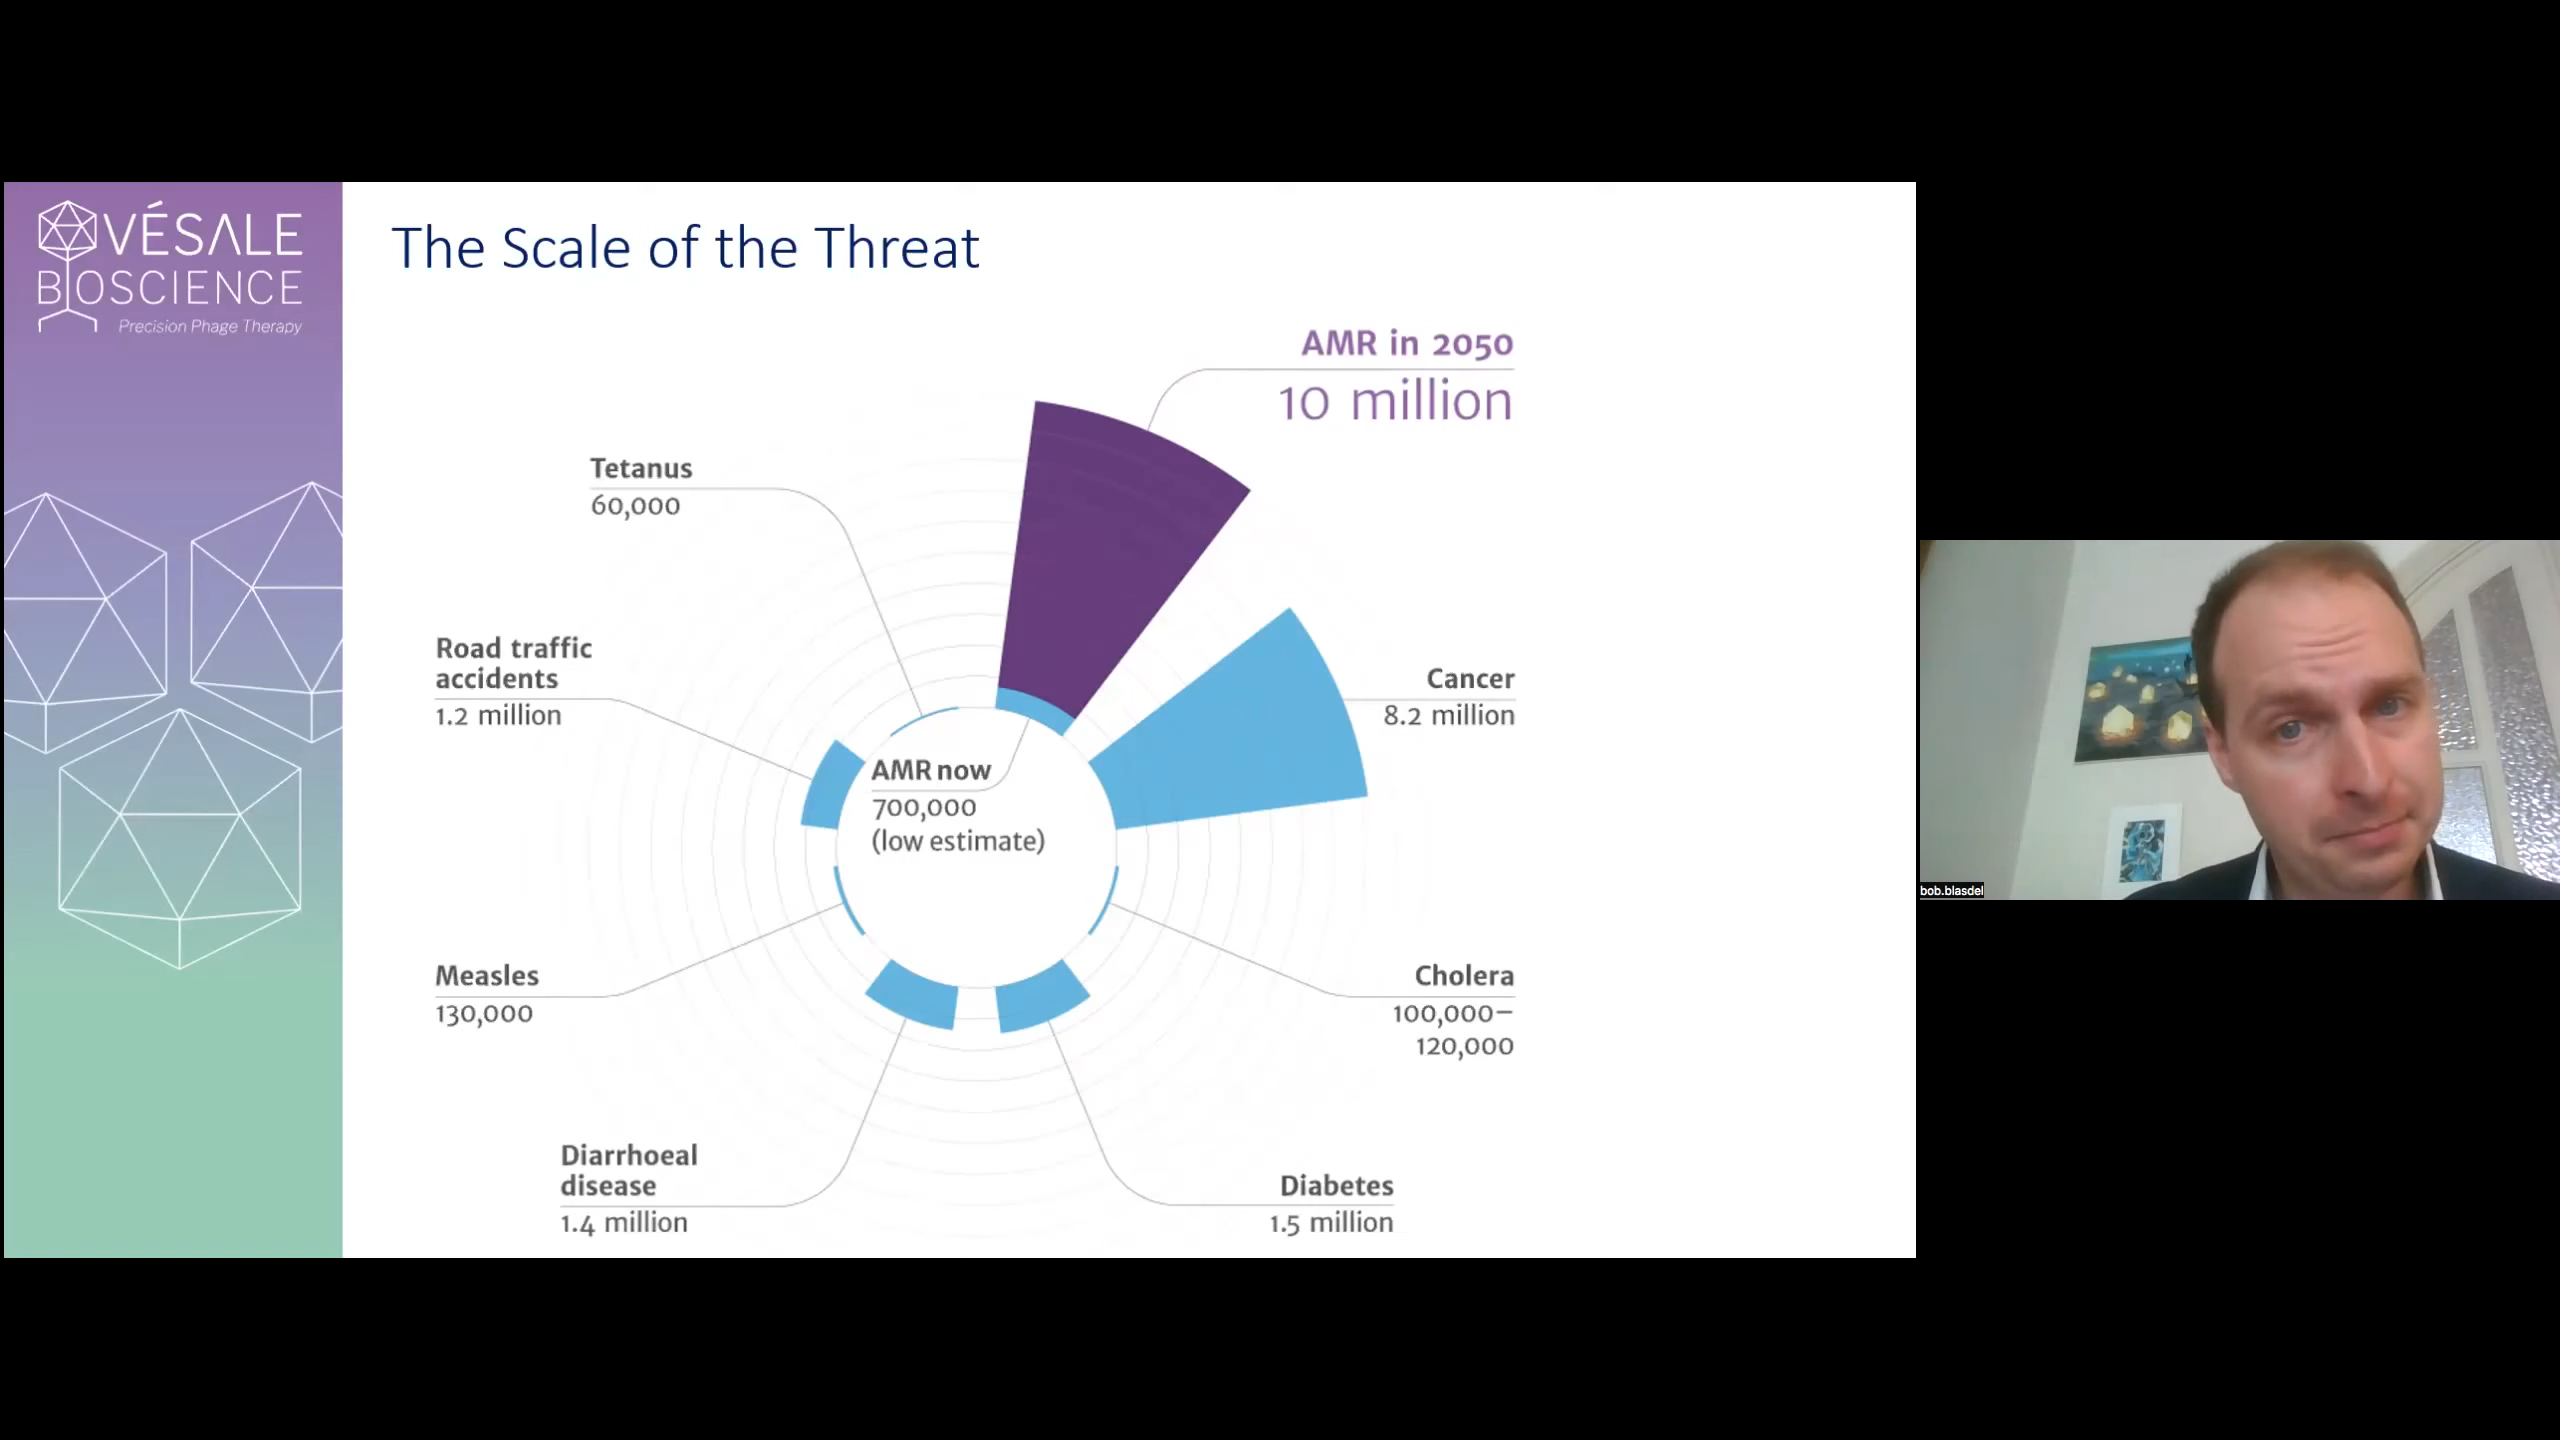 VÉSALE
BIOSCIENCE
Precision Phage Therapy
The Scale of the Threat
AMR in 2050
10 million
Tetanus
60,000
Road traffic
accidents
1.2 million
Cancer
8.2 million
AMR now
700,000
(low estimate)
Measles
130,000
Cholera
100,000–
120,000
Diarrhoeal
disease
1.4 million
Diabetes
1.5 million
bob.blasdel